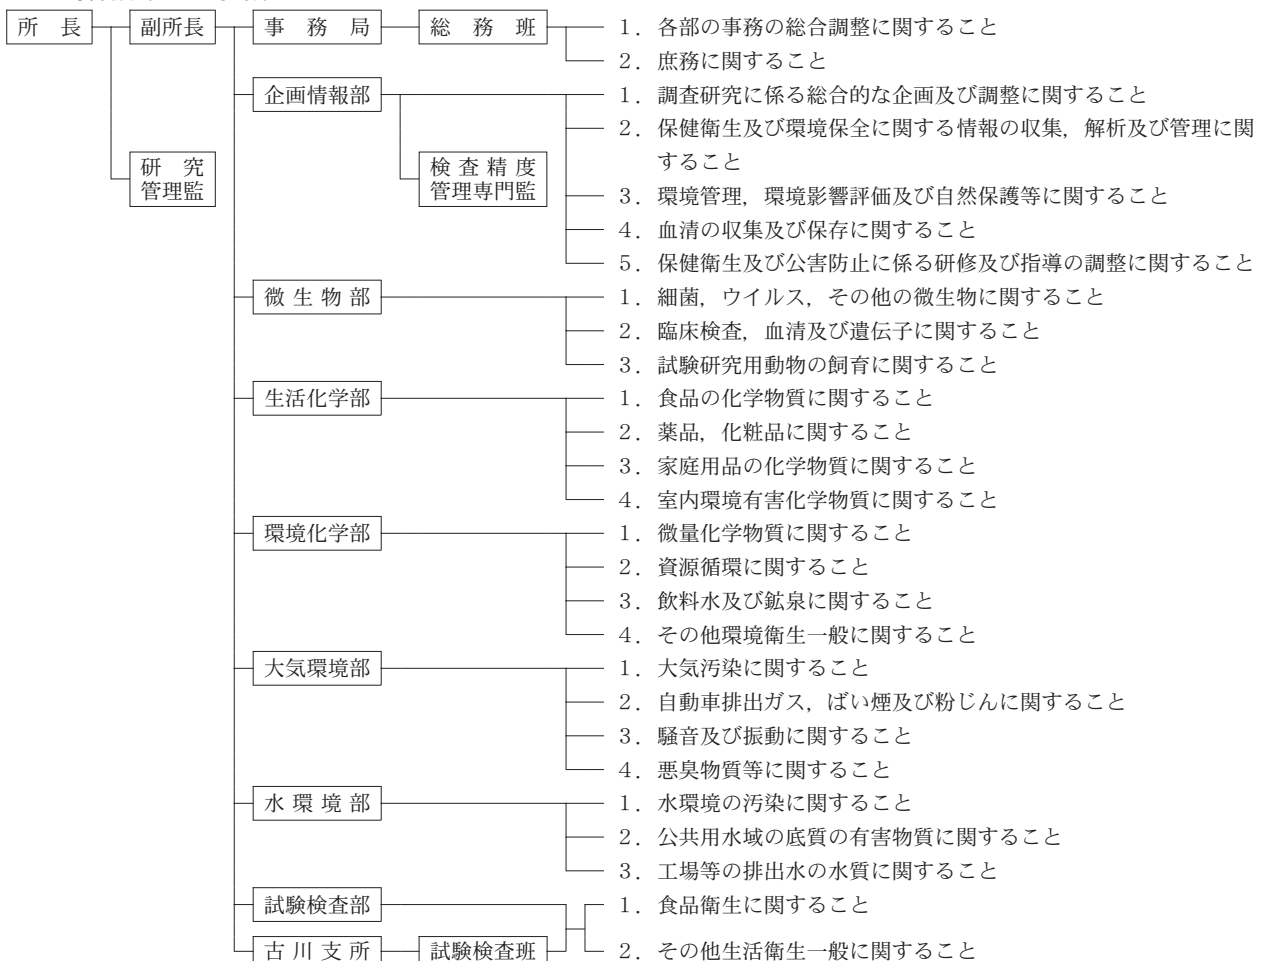 所長 副所長 事務局 総務班 1．各部の事務の総合調整に関すること
2．庶務に関すること
企画情報部 1．調査研究に係る総合的な企画及び調整に関すること
2．保健衛生及び環境保全に関する情報の収集，解析及び管理に関
すること
研究
管理監
検査精度
管理専門監
3．環境管理，環境影響評価及び自然保護等に関すること
4．血清の収集及び保存に関すること
5．保健衛生及び公害防止に係る研修及び指導の調整に関すること
微生物部 1．細菌，ウイルス，その他の微生物に関すること
2．臨床検査，血清及び遺伝子に関すること
3．試験研究用動物の飼育に関すること
生活化学部 1．食品の化学物質に関すること
2．薬品，化粧品に関すること
3．家庭用品の化学物質に関すること
4．室内環境有害化学物質に関すること
環境化学部 1．微量化学物質に関すること
2．資源循環に関すること
3．飲料水及び鉱泉に関すること
4．その他環境衛生一般に関すること
大気環境部 1．大気汚染に関すること
2．自動車排出ガス，ばい煙及び粉じんに関すること
3．騒音及び振動に関すること
4．悪臭物質等に関すること
水環境部 1．水環境の汚染に関すること
2．公共用水域の底質の有害物質に関すること
3．工場等の排出水の水質に関すること
試験検査部 1．食品衛生に関すること
古川支所 試験検査班 2．その他生活衛生一般に関すること